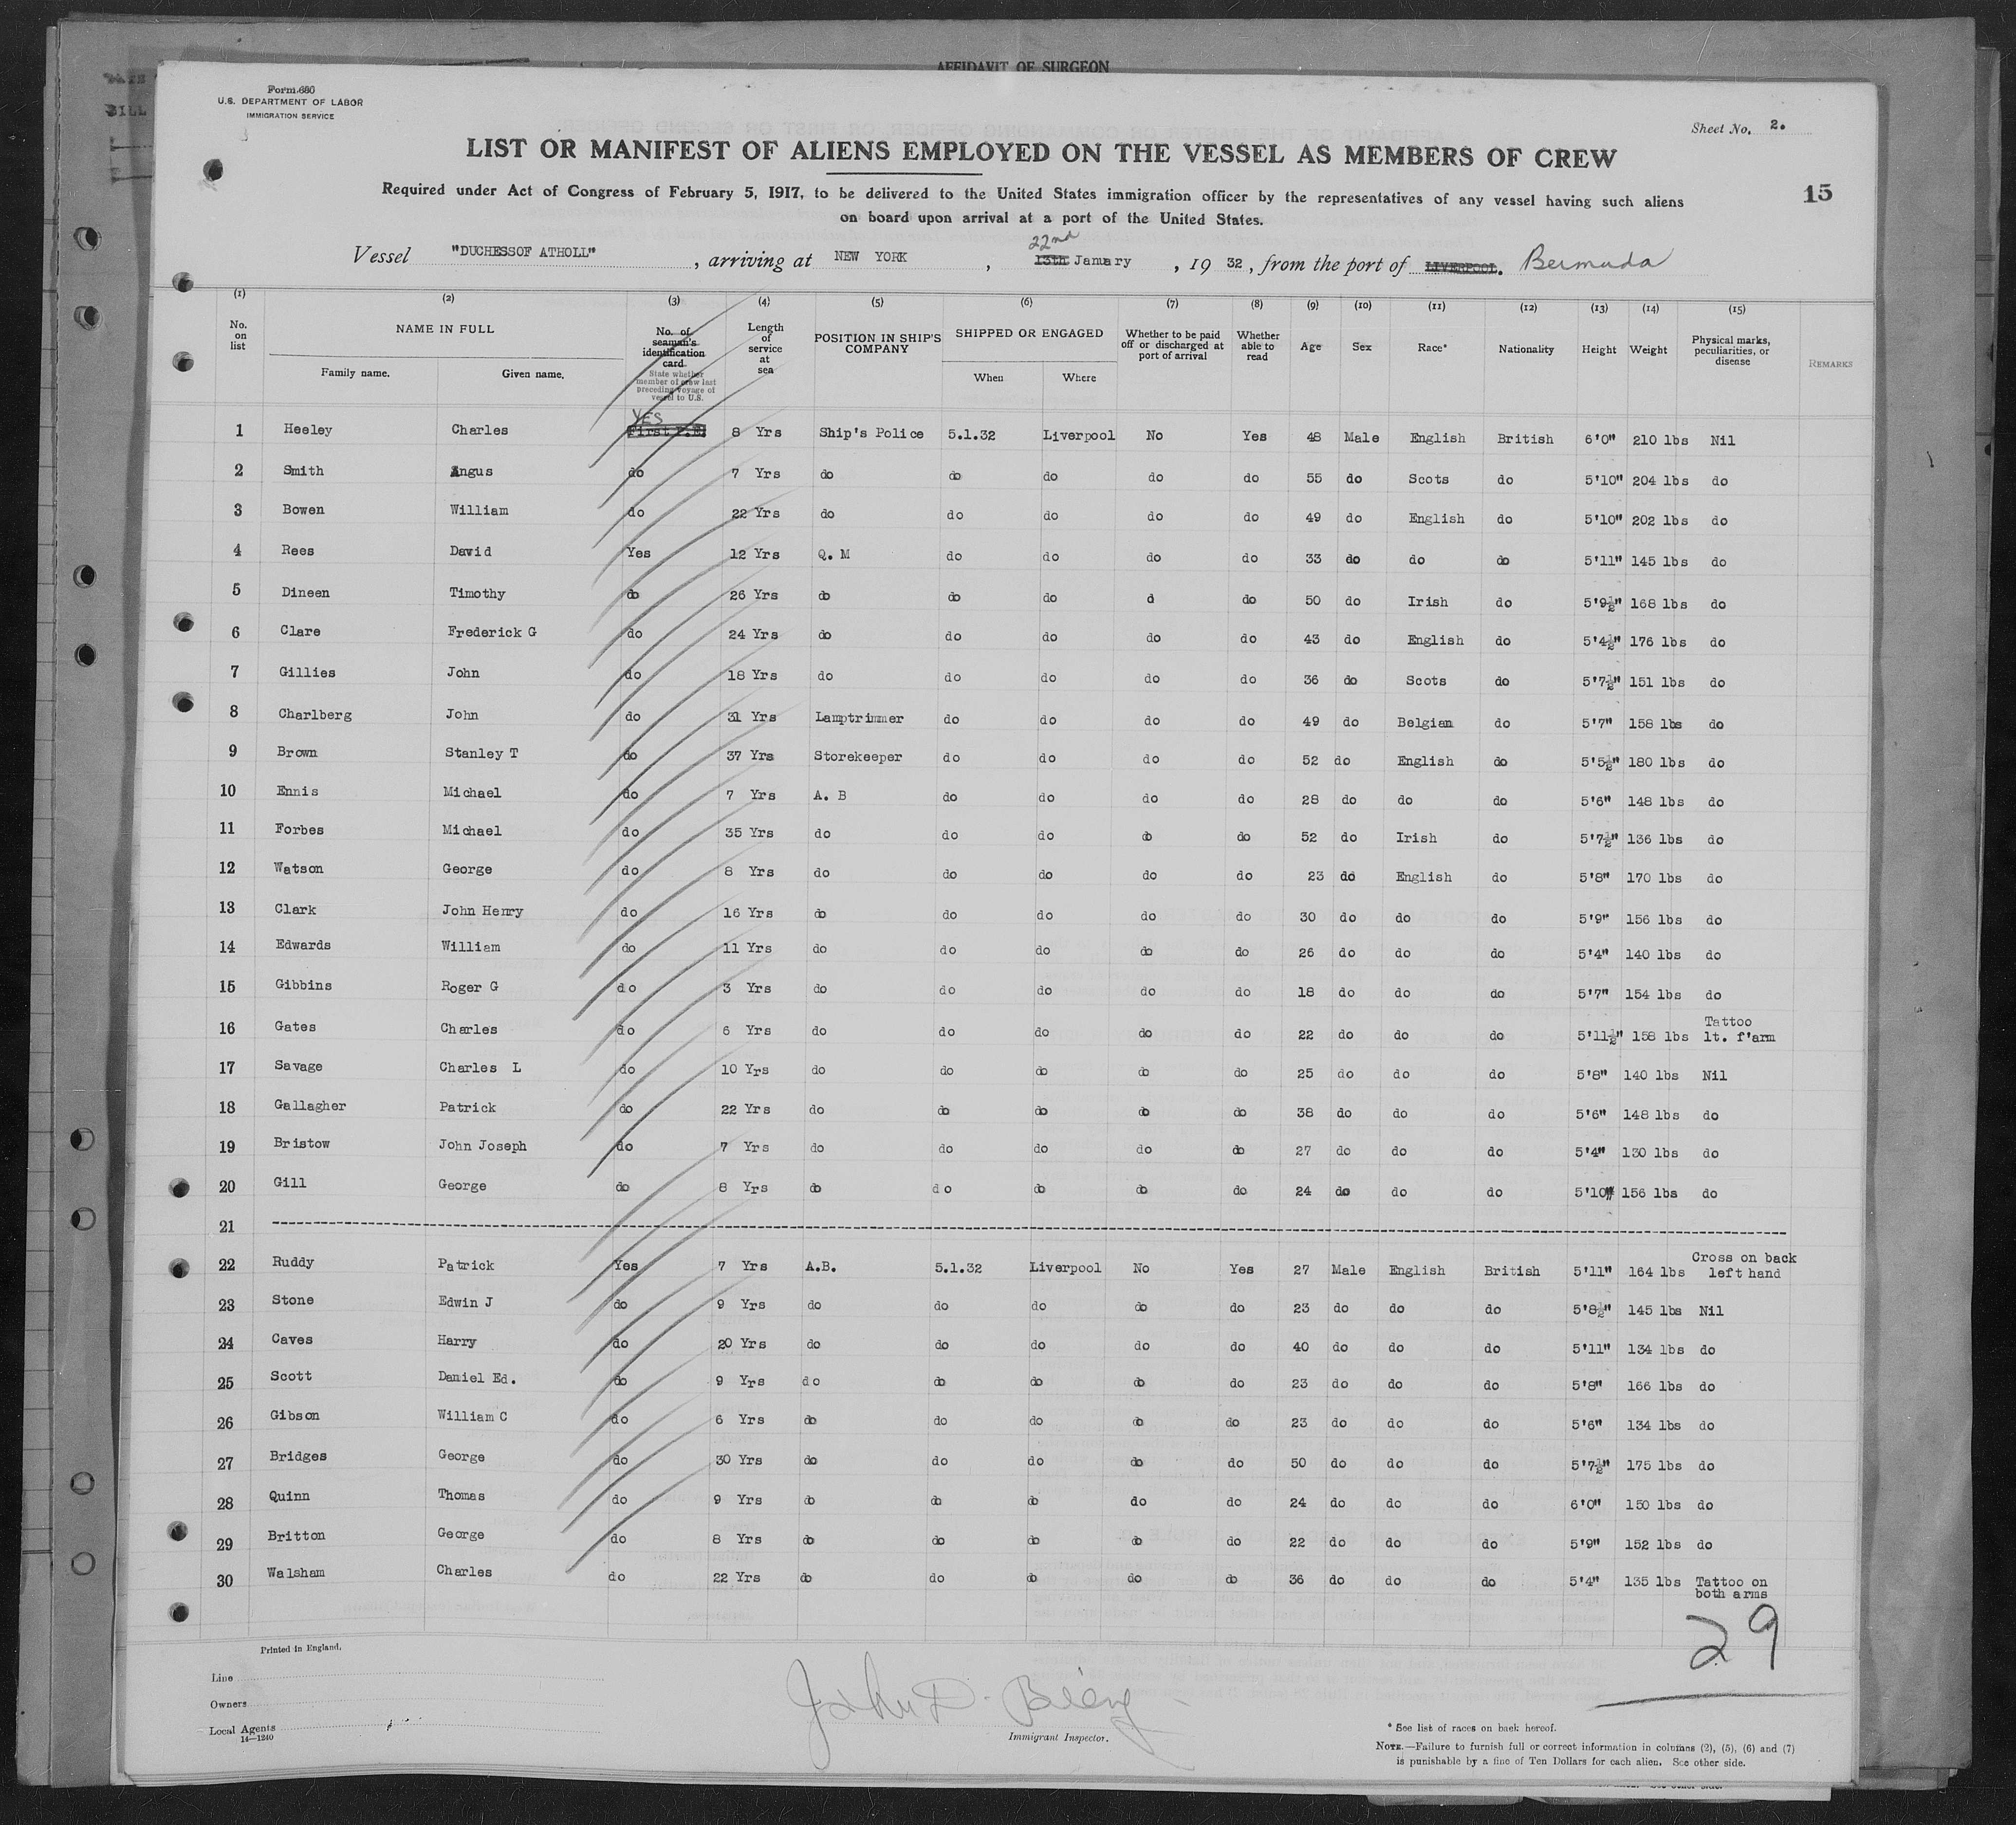 AFFIDAVIT OF SURGEON
Form 680
U.S. DEPARTMENT OF LABOR
IMMIGRATION SERVICE
Sheet No. 2.
LIST OR MANIFEST OF ALIENS EMPLOYED ON THE VESSEL AS MEMBERS OF CREW
15
Required under Act of Congress of February 5, 1917, to be delivered to the United States immigration officer by the representatives of any vessel having such aliens
on board upon arrival at a port of the United States.
22nd
Vessel "DUCHESSOF ATHOLL", arriving at NEW YORK, 13th January, 19 32, from the port of LIVERPOOL. Bermuda
(1) (2) (3) (4) (5) (6) (7) (8) (9) (10) (11) (12) (13) (14) (15)
No. on list NAME IN FULL Family name. Given name. No. of seaman's identification card State whether member of crew last preceding voyage of vessel to U.S. Length of service at sea POSITION IN SHIP'S COMPANY SHIPPED OR ENGAGED When Where Whether to be paid off or discharged at port of arrival Whether able to read Age Sex Race* Nationality Height Weight Physical marks, peculiarities, or disease REMARKS
YES
1 Heeley Charles First P.E. 8 Yrs Ship's Police 5.1.32 Liverpool No Yes 48 Male English British 6'0" 210 lbs Nil
2 Smith Angus do 7 Yrs do do do do do 55 do Scots do 5'10" 204 lbs do
3 Bowen William do 22 Yrs do do do do do 49 do English do 5'10" 202 lbs do
4 Rees David Yes 12 Yrs Q. M do do do do 33 do do do 5'11" 145 lbs do
5 Dineen Timothy do 26 Yrs do do do d do 50 do Irish do 5'9½" 168 lbs do
6 Clare Frederick G do 24 Yrs do do do do do 43 do English do 5'4½" 176 lbs do
7 Gillies John do 18 Yrs do do do do do 36 do Scots do 5'7½" 151 lbs do
8 Charlberg John do 31 Yrs Lamptrimmer do do do do 49 do Belgian do 5'7" 158 lbs do
9 Brown Stanley T do 37 Yrs Storekeeper do do do do 52 do English do 5'5½" 180 lbs do
10 Ennis Michael do 7 Yrs A. B do do do do 28 do do do 5'6" 148 lbs do
11 Forbes Michael do 35 Yrs do do do do do 52 do Irish do 5'7½" 136 lbs do
12 Watson George do 8 Yrs do do do do do 23 do English do 5'8" 170 lbs do
13 Clark John Henry do 16 Yrs do do do do do 30 do do do 5'9" 156 lbs do
14 Edwards William do 11 Yrs do do do do do 26 do do do 5'4" 140 lbs do
15 Gibbins Roger G do 3 Yrs do do do do do 18 do do do 5'7" 154 lbs do
16 Gates Charles do 6 Yrs do do do do do 22 do do do 5'11½" 158 lbs Tattoo lt. f'arm
17 Savage Charles L do 10 Yrs do do do do do 25 do do do 5'8" 140 lbs Nil
18 Gallagher Patrick do 22 Yrs do do do do do 38 do do do 5'6" 148 lbs do
19 Bristow John Joseph do 7 Yrs do do do do do 27 do do do 5'4" 130 lbs do
20 Gill George do 8 Yrs do do do do do 24 do do do 5'10" 156 lbs do
21
22 Ruddy Patrick Yes 7 Yrs A.B. 5.1.32 Liverpool No Yes 27 Male English British 5'11" 164 lbs Cross on back left hand
23 Stone Edwin J do 9 Yrs do do do do do 23 do do do 5'8½" 145 lbs Nil
24 Caves Harry do 20 Yrs do do do do do 40 do do do 5'11" 134 lbs do
25 Scott Daniel Ed. do 9 Yrs do do do do do 23 do do do 5'8" 166 lbs do
26 Gibson William C do 6 Yrs do do do do do 23 do do do 5'6" 134 lbs do
27 Bridges George do 30 Yrs do do do do do 50 do do do 5'7½" 175 lbs do
28 Quinn Thomas do 9 Yrs do do do do do 24 do do do 6'0" 150 lbs do
29 Britton George do 8 Yrs do do do do do 22 do do do 5'9" 152 lbs do
30 Walsham Charles do 22 Yrs do do do do do 36 do do do 5'4" 135 lbs Tattoo on both arms
29
Printed in England.
Line
Owners
Local Agents
14—1240
John D.
Immigrant Inspector.
* See list of races on back hereof.
NOTE.—Failure to furnish full or correct information in columns (2), (5), (6) and (7)
is punishable by a fine of Ten Dollars for each alien. See other side.